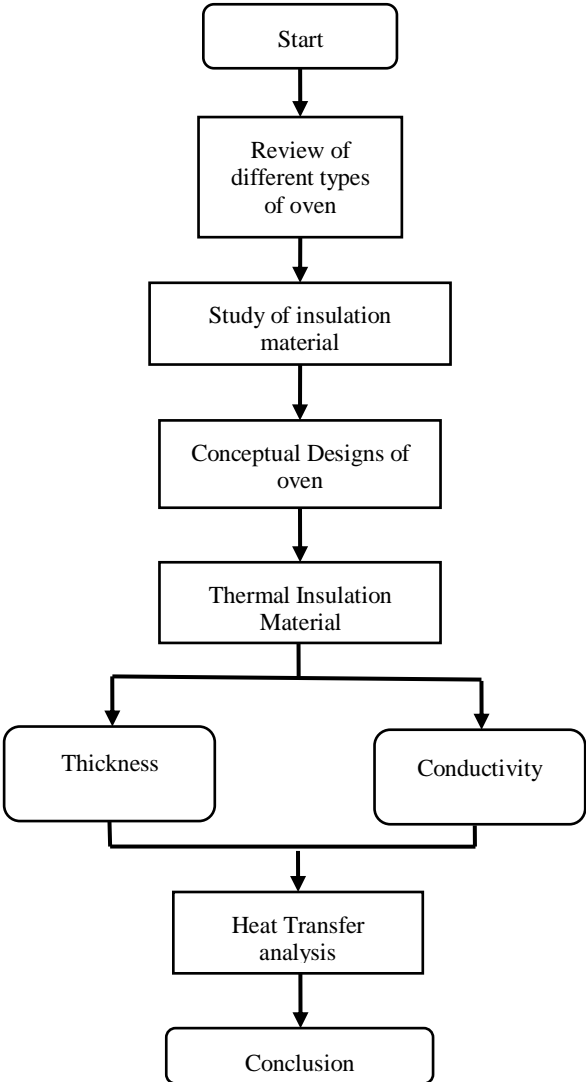 Start
Review of
different types
of oven
Study of insulation
material
Conceptual Designs of
oven
Thermal Insulation
Material
Thickness
Conductivity
Heat Transfer
analysis
Conclusion